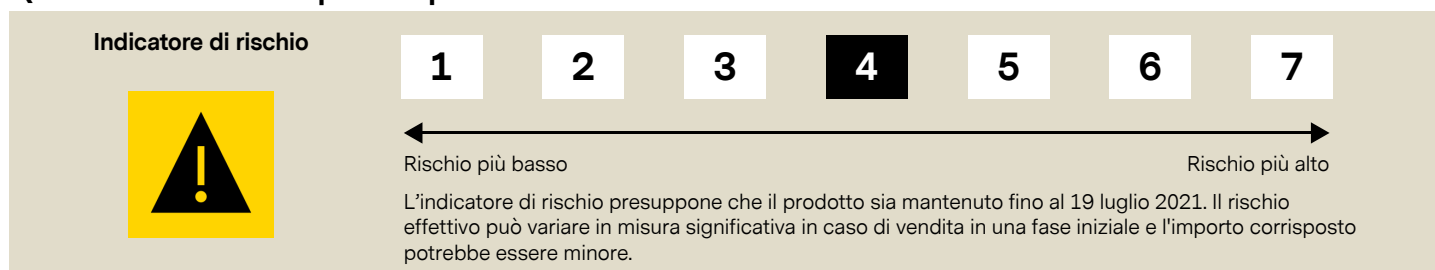 Indicatore di rischio
1 2 3 4 5 6 7
Rischio più basso Rischio più alto
L’indicatore di rischio presuppone che il prodotto sia mantenuto fino al 19 luglio 2021. Il rischio
effettivo può variare in misura significativa in caso di vendita in una fase iniziale e l'importo corrisposto
potrebbe essere minore.